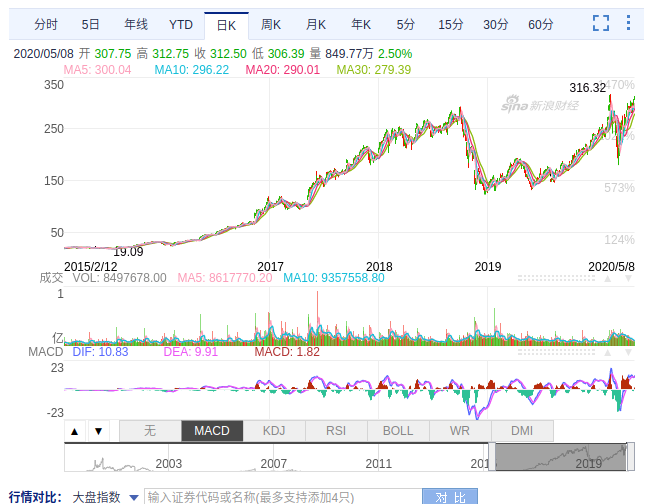 分时 5日 年线 YTD 日K 周K 月K 年K 5分 15分 30分 60分
2020/05/08 开 307.75 高 312.75 收 312.50 低 306.39 量 849.77万 2.50%
MA5: 300.04 MA10: 296.22 MA20: 290.01 MA30: 279.39
316.32
350 1470%
sina新浪财经
250
150 573%
50 124%
19.09
2015/2/12 2017 2018 2019 2020/5/8
成交 VOL: 8497678.00 MA5: 8617770.20 MA10: 9357558.80
1
亿
MACD DIF: 10.83 DEA: 9.91 MACD: 1.82
23
-23
▲ ▼ 无 MACD KDJ RSI BOLL WR DMI
2003 2007 2011 2019
行情对比： 大盘指数 输入证券代码或名称(最多支持添加4只) 对 比